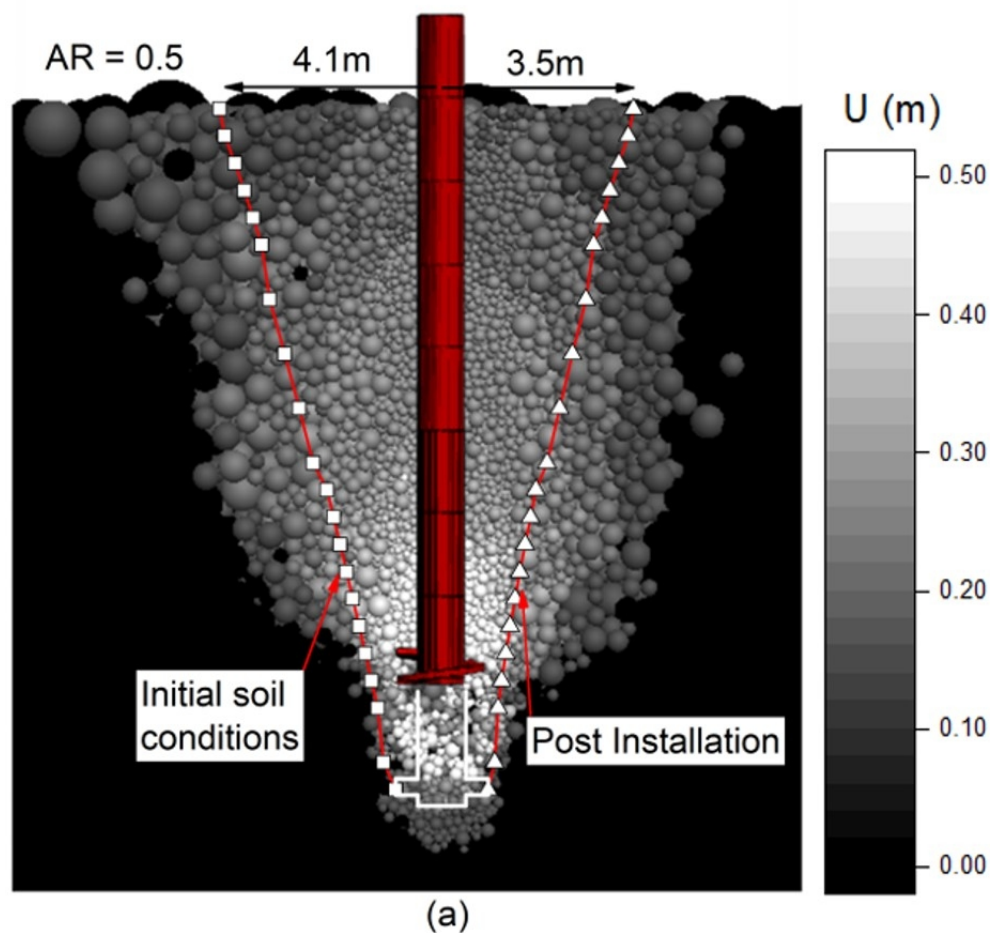 AR = 0.5
4.1m
3.5m
U (m)
0.50
0.40
0.30
0.20
0.10
0.00
Initial soil
conditions
Post Installation
(a)